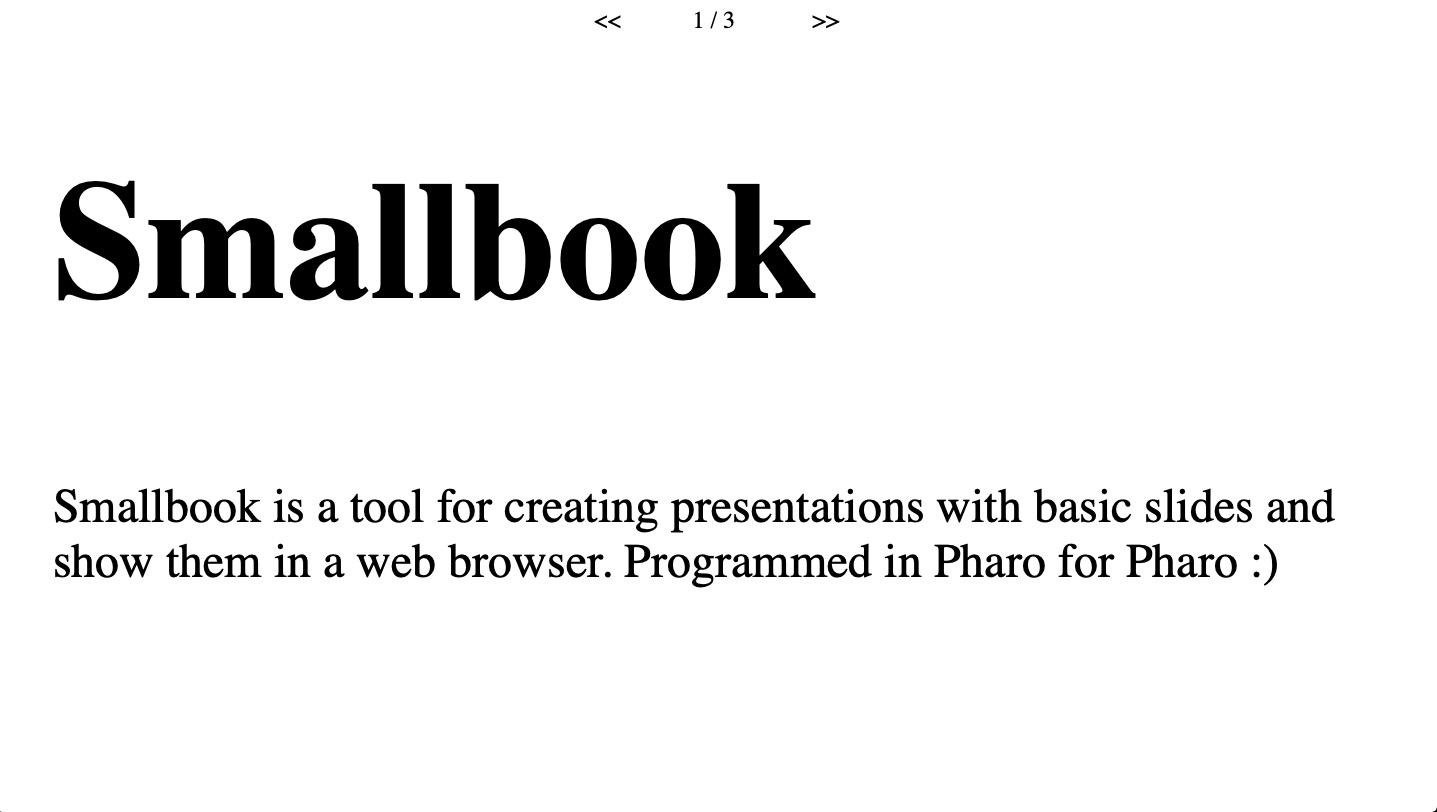 << 1 / 3 >>
Smallbook
Smallbook is a tool for creating presentations with basic slides and
show them in a web browser. Programmed in Pharo for Pharo :)